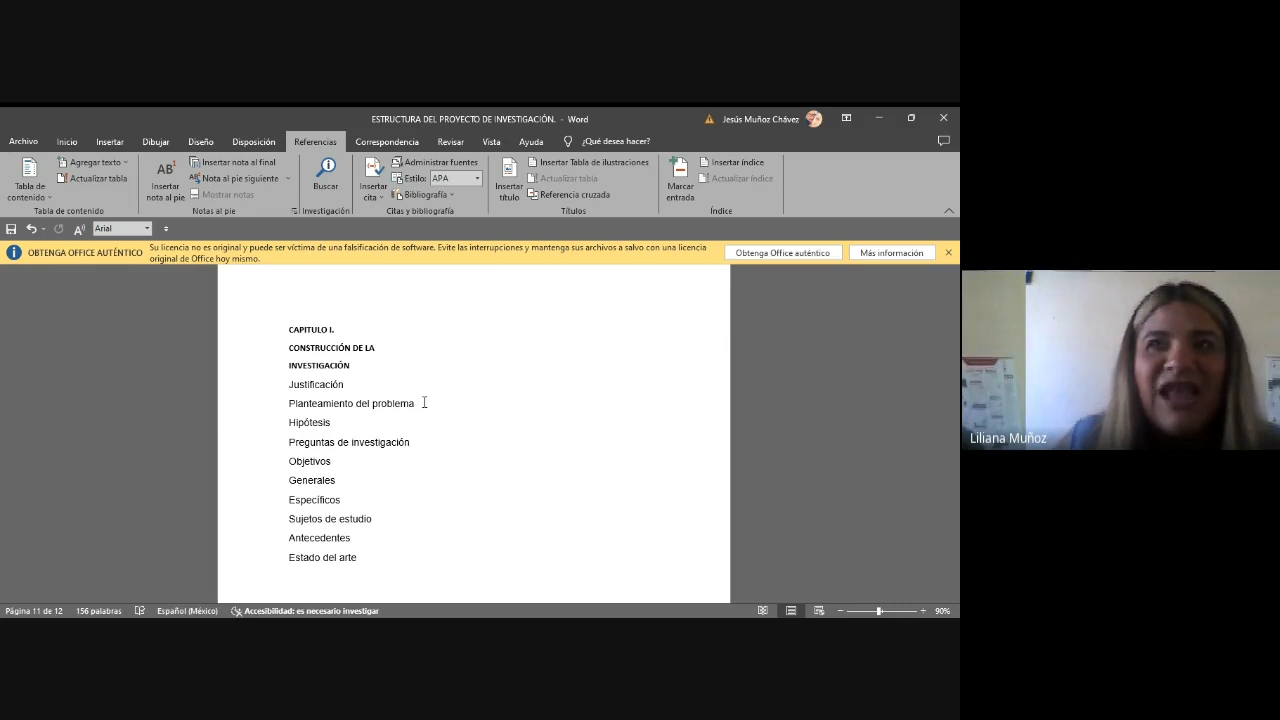 ESTRUCTURA DEL PROYECTO DE INVESTIGACIÓN. - Word
Jesús Muñoz Chávez
Archivo Inicio Insertar Dibujar Diseño Disposición Referencias Correspondencia Revisar Vista Ayuda ¿Qué desea hacer?
Tabla de contenido
Agregar texto
Actualizar tabla
Tabla de contenido
AB1
Insertar nota al pie
Insertar nota al final
Nota al pie siguiente
Mostrar notas
Notas al pie
Buscar
Investigación
Insertar cita
Administrar fuentes
Estilo: APA
Bibliografía
Citas y bibliografía
Insertar título
Insertar Tabla de ilustraciones
Actualizar tabla
Referencia cruzada
Títulos
Marcar entrada
Insertar índice
Actualizar índice
Índice
Arial
OBTENGA OFFICE AUTÉNTICO
Su licencia no es original y puede ser víctima de una falsificación de software. Evite las interrupciones y mantenga sus archivos a salvo con una licencia
original de Office hoy mismo.
Obtenga Office auténtico
Más información
CAPITULO I.
CONSTRUCCIÓN DE LA
INVESTIGACIÓN
Justificación
Planteamiento del problema
Hipótesis
Preguntas de investigación
Objetivos
Generales
Específicos
Sujetos de estudio
Antecedentes
Estado del arte
Página 11 de 12 156 palabras Español (México) Accesibilidad: es necesario investigar 90%
Liliana Muñoz